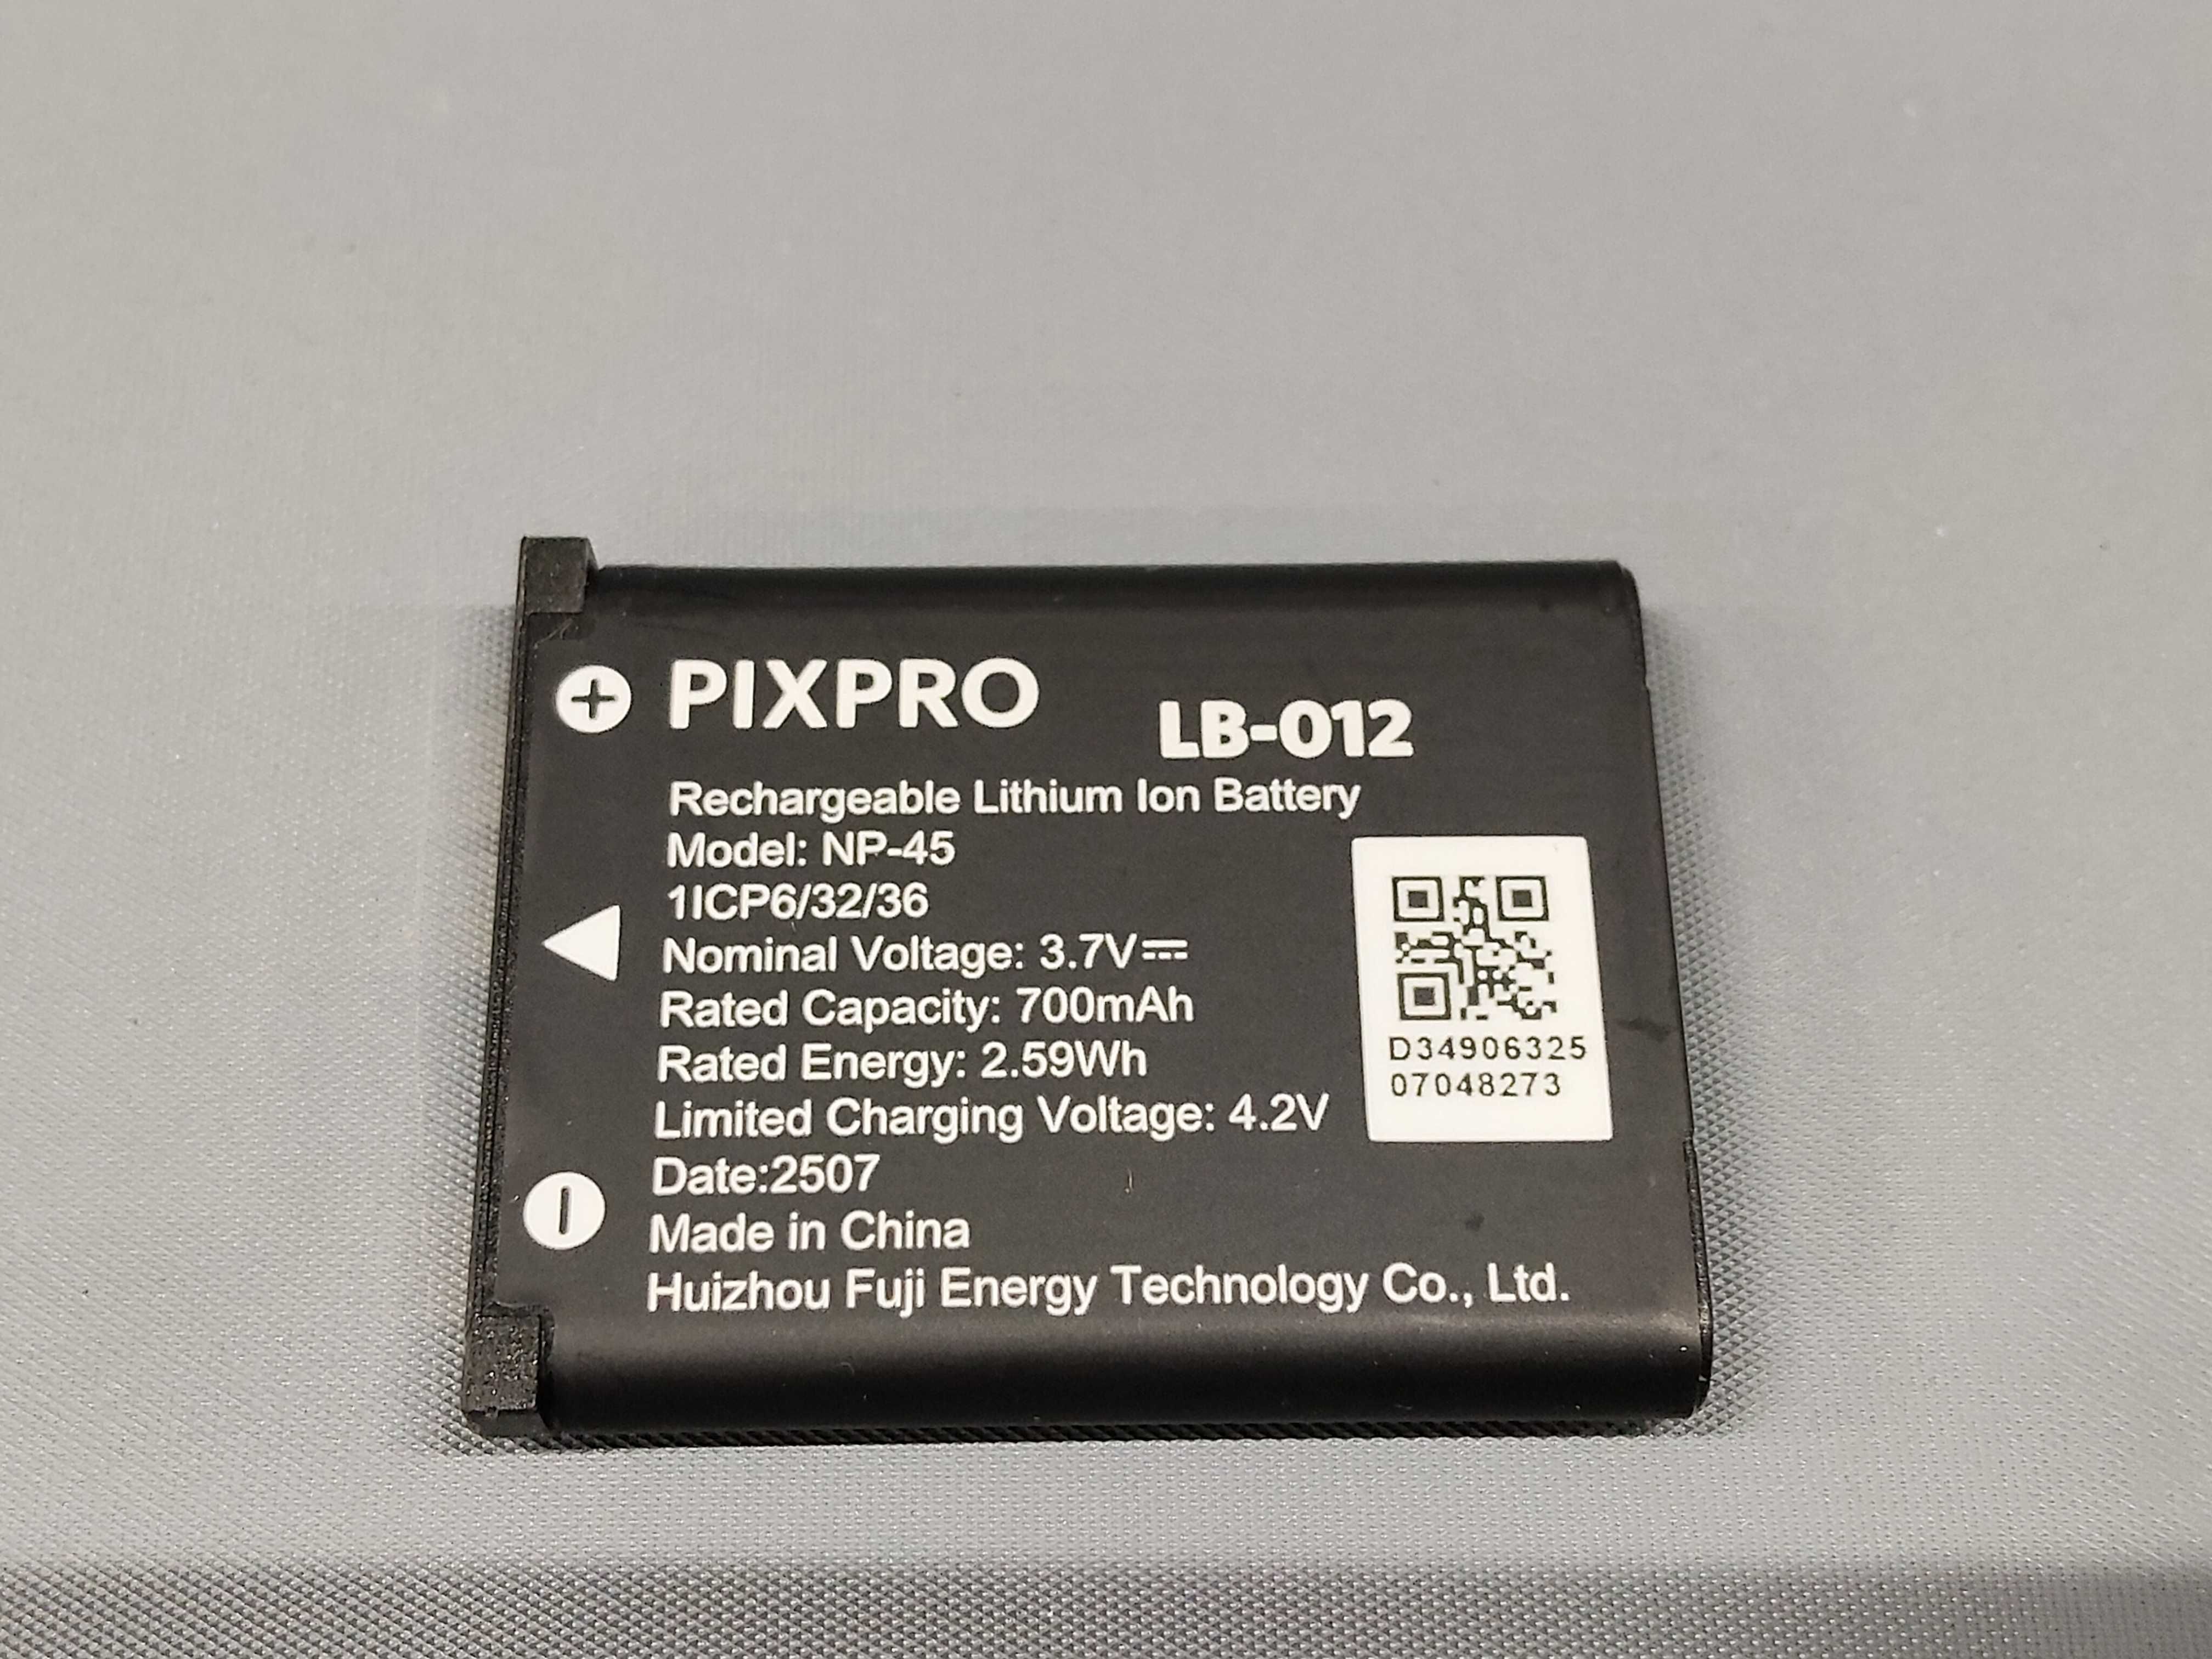 PIXPRO
LB-012
Rechargeable Lithium Ion Battery
Model: NP-45
1ICP6/32/36
Nominal Voltage: 3.7V⎓
Rated Capacity: 700mAh
Rated Energy: 2.59Wh
Limited Charging Voltage: 4.2V
Date:2507
Made in China
Huizhou Fuji Energy Technology Co., Ltd.
D34906325
07048273